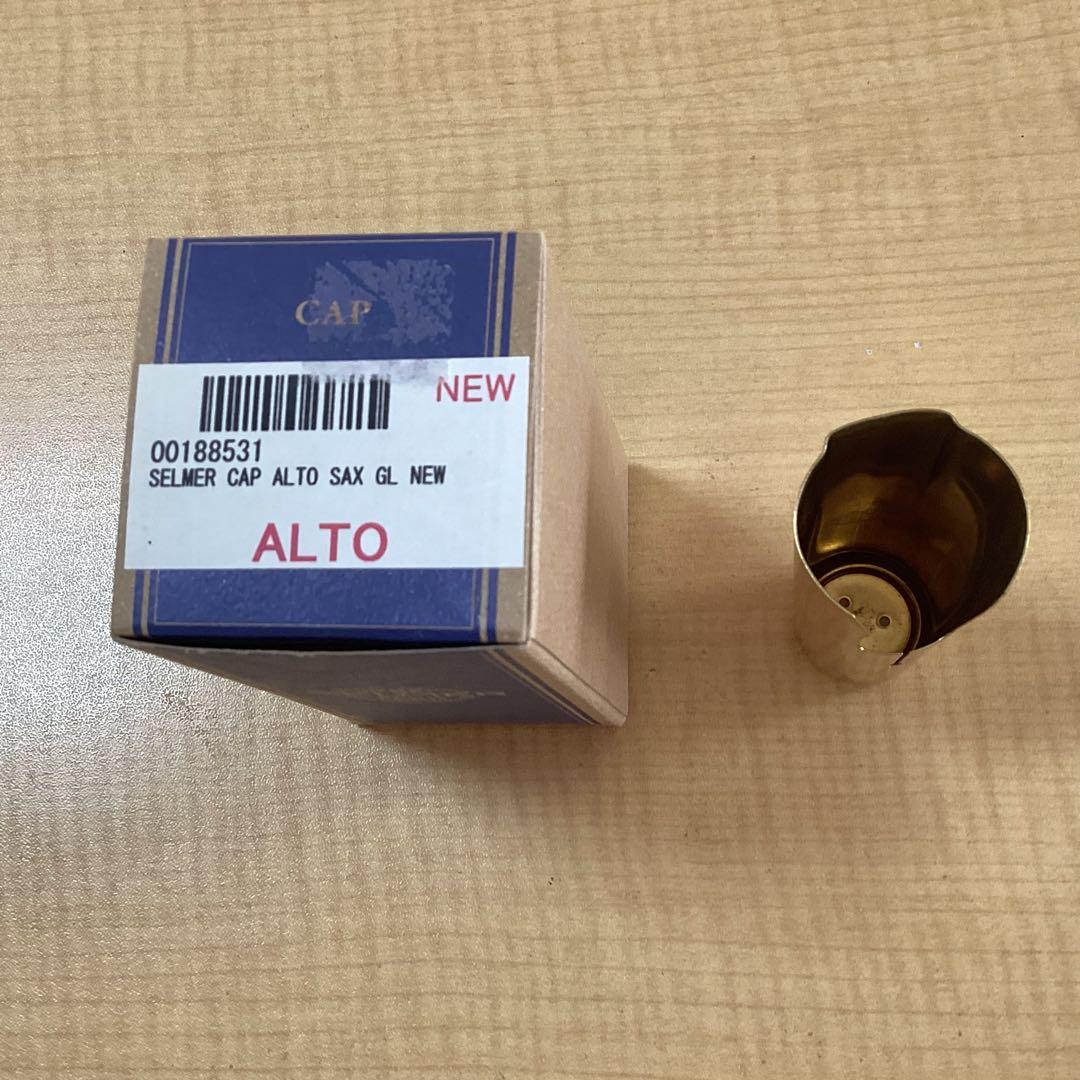 CAP
NEW
00188531
SELMER CAP ALTO SAX GL NEW
ALTO